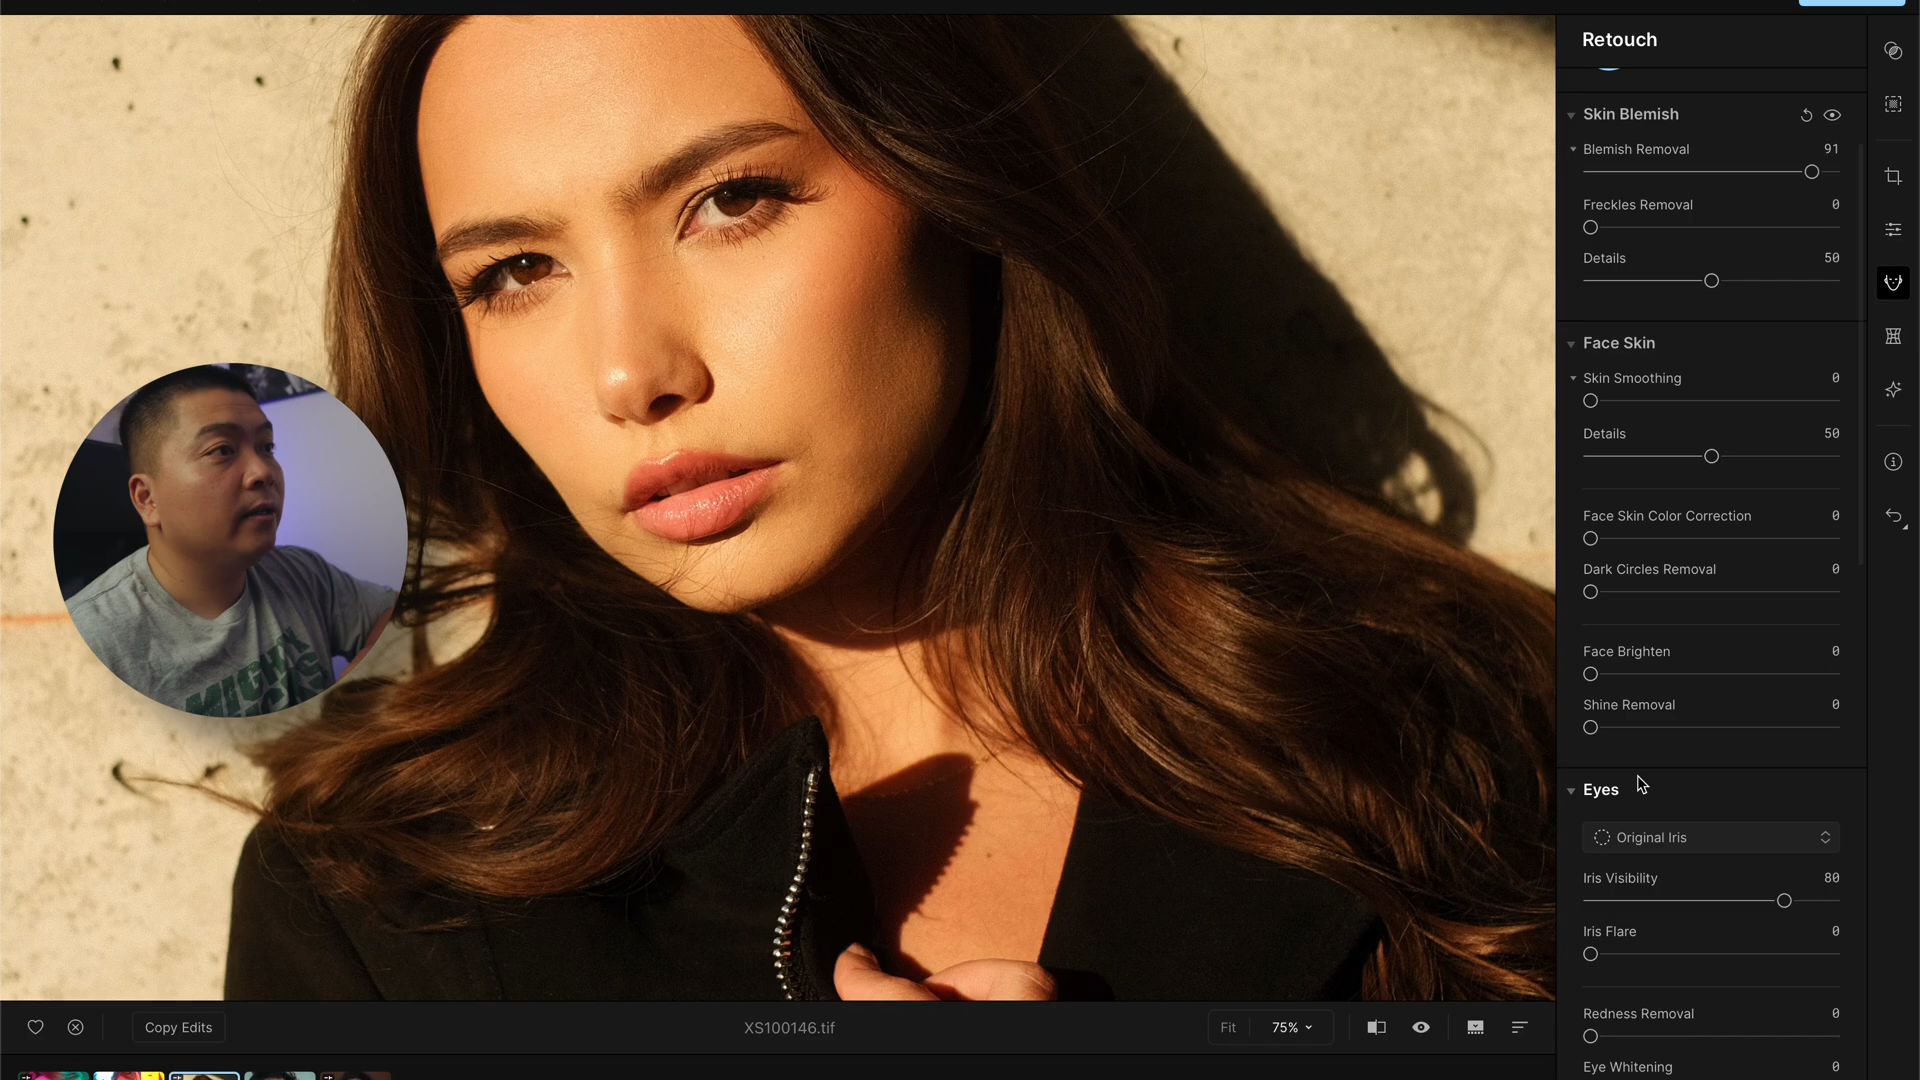 Retouch
Skin Blemish
Blemish Removal 91
Freckles Removal 0
Details 50
Face Skin
Skin Smoothing 0
Details 50
Face Skin Color Correction 0
Dark Circles Removal 0
Face Brighten 0
Shine Removal 0
Eyes
Original Iris
Iris Visibility 80
Iris Flare 0
Redness Removal 0
Eye Whitening 0
Copy Edits
XS100146.tif
Fit 75%